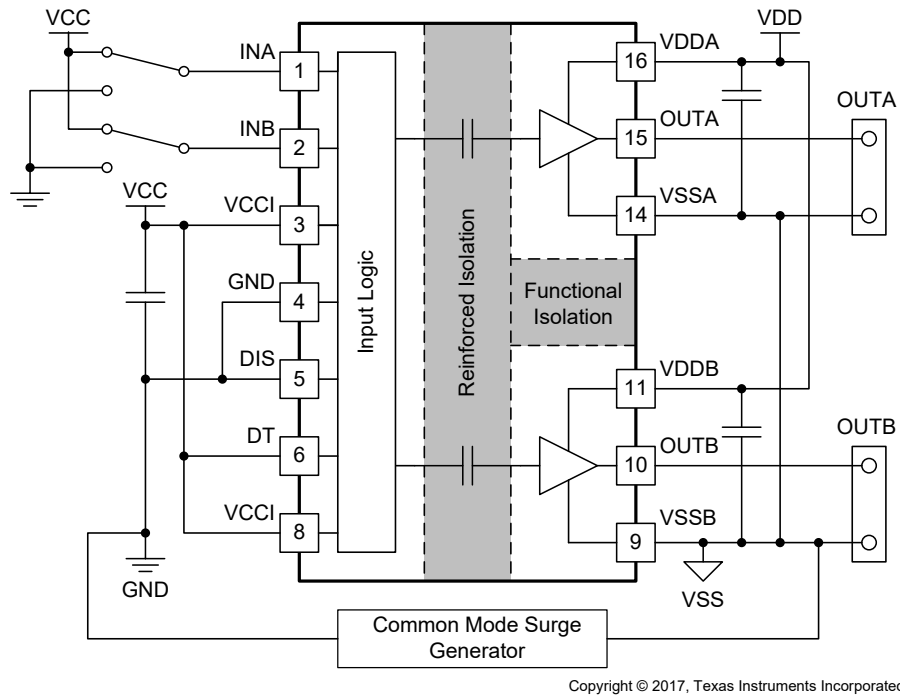 VCC
INA
1
INB
2
VCC
VCCI
3
GND
4
DIS
5
DT
6
VCCI
8
GND
Input Logic
Reinforced Isolation
Functional
Isolation
VDD
VDDA
16
OUTA
15
VSSA
14
OUTA
VDDB
11
OUTB
10
VSSB
9
OUTB
VSS
Common Mode Surge
Generator
Copyright © 2017, Texas Instruments Incorporated